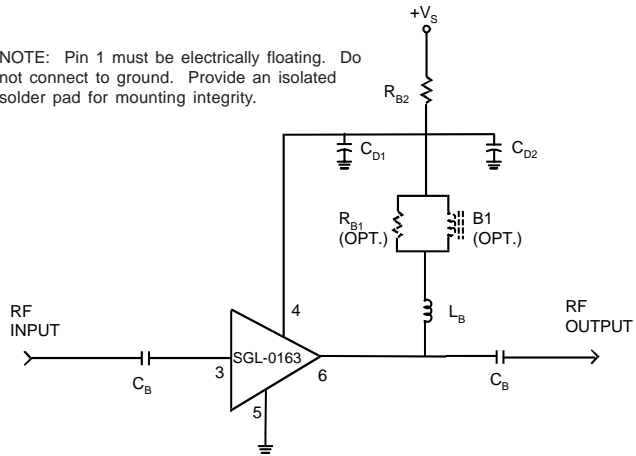 +VS
NOTE: Pin 1 must be electrically floating. Do
not connect to ground. Provide an isolated
solder pad for mounting integrity.
RB2
CD1
CD2
RB1
(OPT.)
B1
(OPT.)
4
LB
RF
INPUT
RF
OUTPUT
SGL-0163
3
6
CB
CB
5